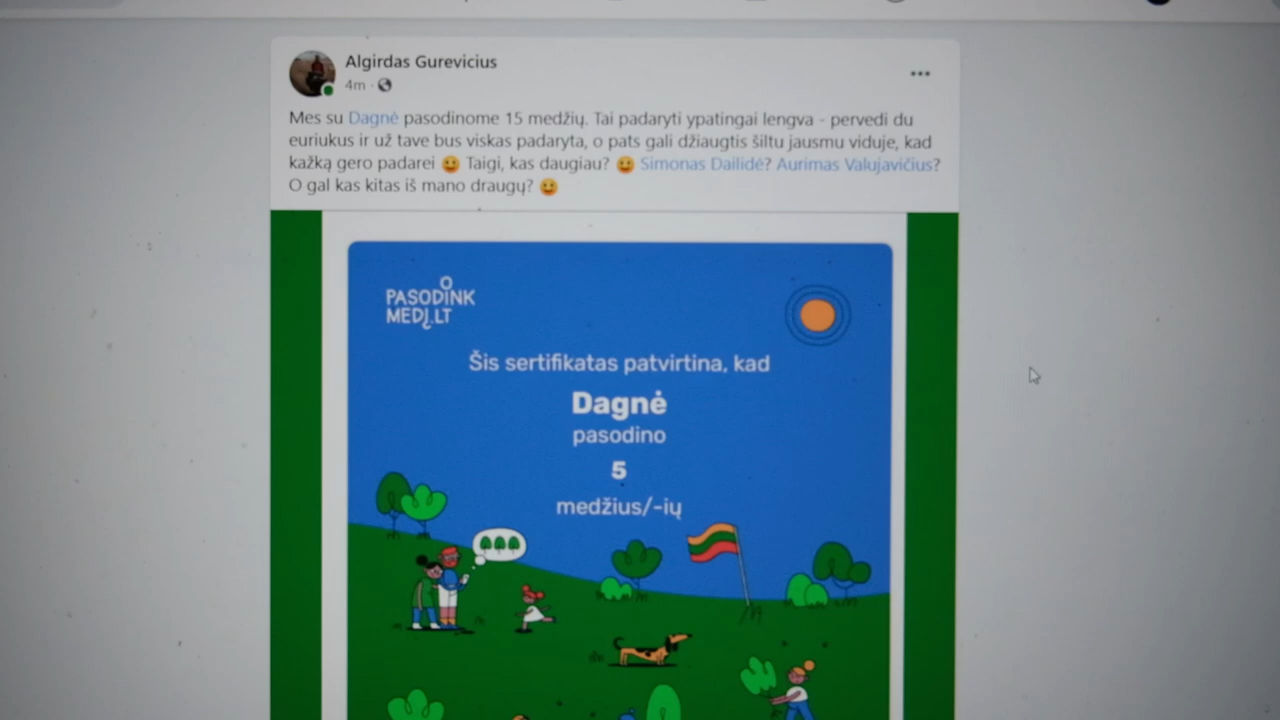 Algirdas Gurevicius
4m ·
Mes su Dagnė pasodinome 15 medžių. Tai padaryti ypatingai lengva - pervedi du
euriukus ir už tave bus viskas padaryta, o pats gali džiaugtis šiltu jausmu viduje, kad
kažką gero padarei 😀 Taigi, kas daugiau? 😀 Simonas Dailidė? Aurimas Valujavičius?
O gal kas kitas iš mano draugų? 😀
PASODINK
MEDĮ.LT
Šis sertifikatas patvirtina, kad
Dagnė
pasodino
5
medžius/-ių